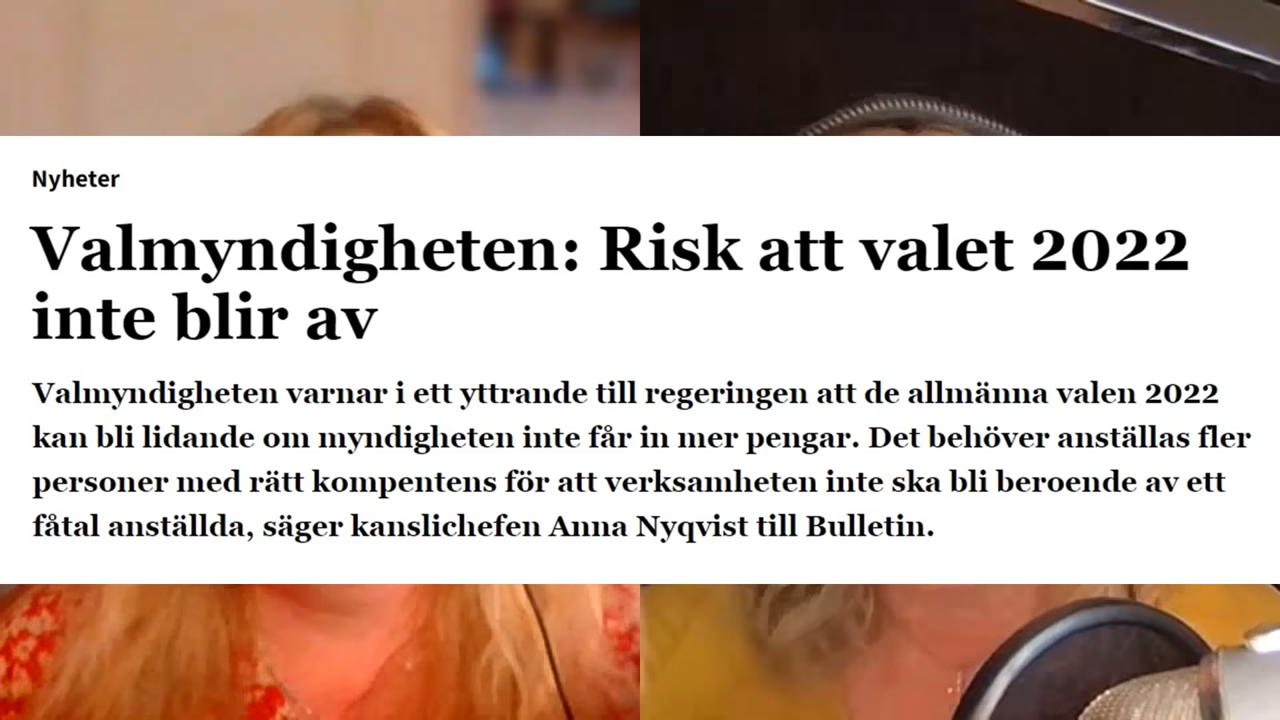 Nyheter
Valmyndigheten: Risk att valet 2022
inte blir av
Valmyndigheten varnar i ett yttrande till regeringen att de allmänna valen 2022
kan bli lidande om myndigheten inte får in mer pengar. Det behöver anställas fler
personer med rätt kompentens för att verksamheten inte ska bli beroende av ett
fåtal anställda, säger kanslichefen Anna Nyqvist till Bulletin.